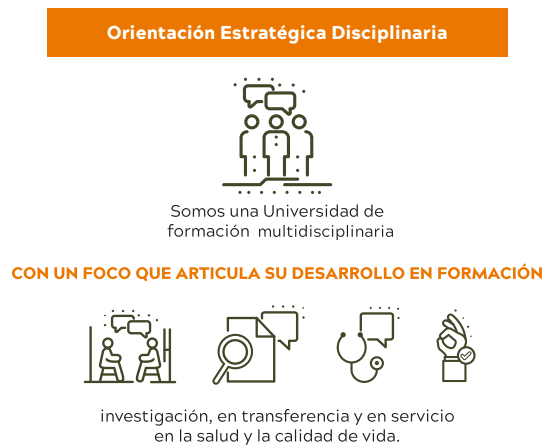 Orientación Estratégica Disciplinaria
Somos una Universidad de
formación multidisciplinaria
CON UN FOCO QUE ARTICULA SU DESARROLLO EN FORMACIÓN
investigación, en transferencia y en servicio
en la salud y la calidad de vida.